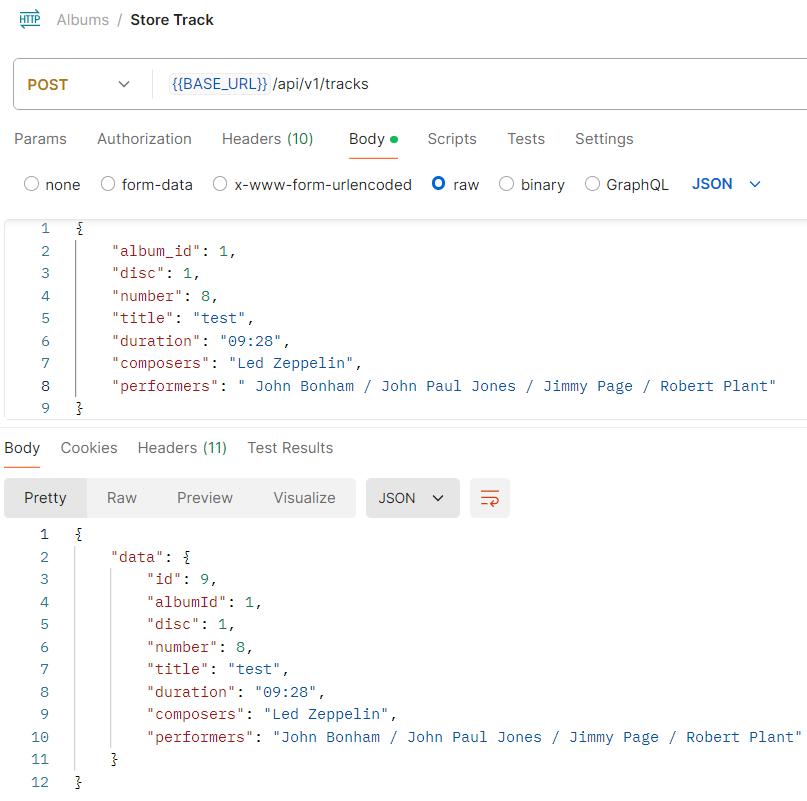 HTTP Albums / Store Track
POST {{BASE_URL}} /api/v1/tracks
Params Authorization Headers (10) Body Scripts Tests Settings
none form-data x-www-form-urlencoded raw binary GraphQL JSON
1 {
2 "album_id": 1,
3 "disc": 1,
4 "number": 8,
5 "title": "test",
6 "duration": "09:28",
7 "composers": "Led Zeppelin",
8 "performers": " John Bonham / John Paul Jones / Jimmy Page / Robert Plant"
9 }
Body Cookies Headers (11) Test Results
Pretty Raw Preview Visualize JSON
1 {
2 "data": {
3 "id": 9,
4 "albumId": 1,
5 "disc": 1,
6 "number": 8,
7 "title": "test",
8 "duration": "09:28",
9 "composers": "Led Zeppelin",
10 "performers": "John Bonham / John Paul Jones / Jimmy Page / Robert Plant"
11 }
12 }